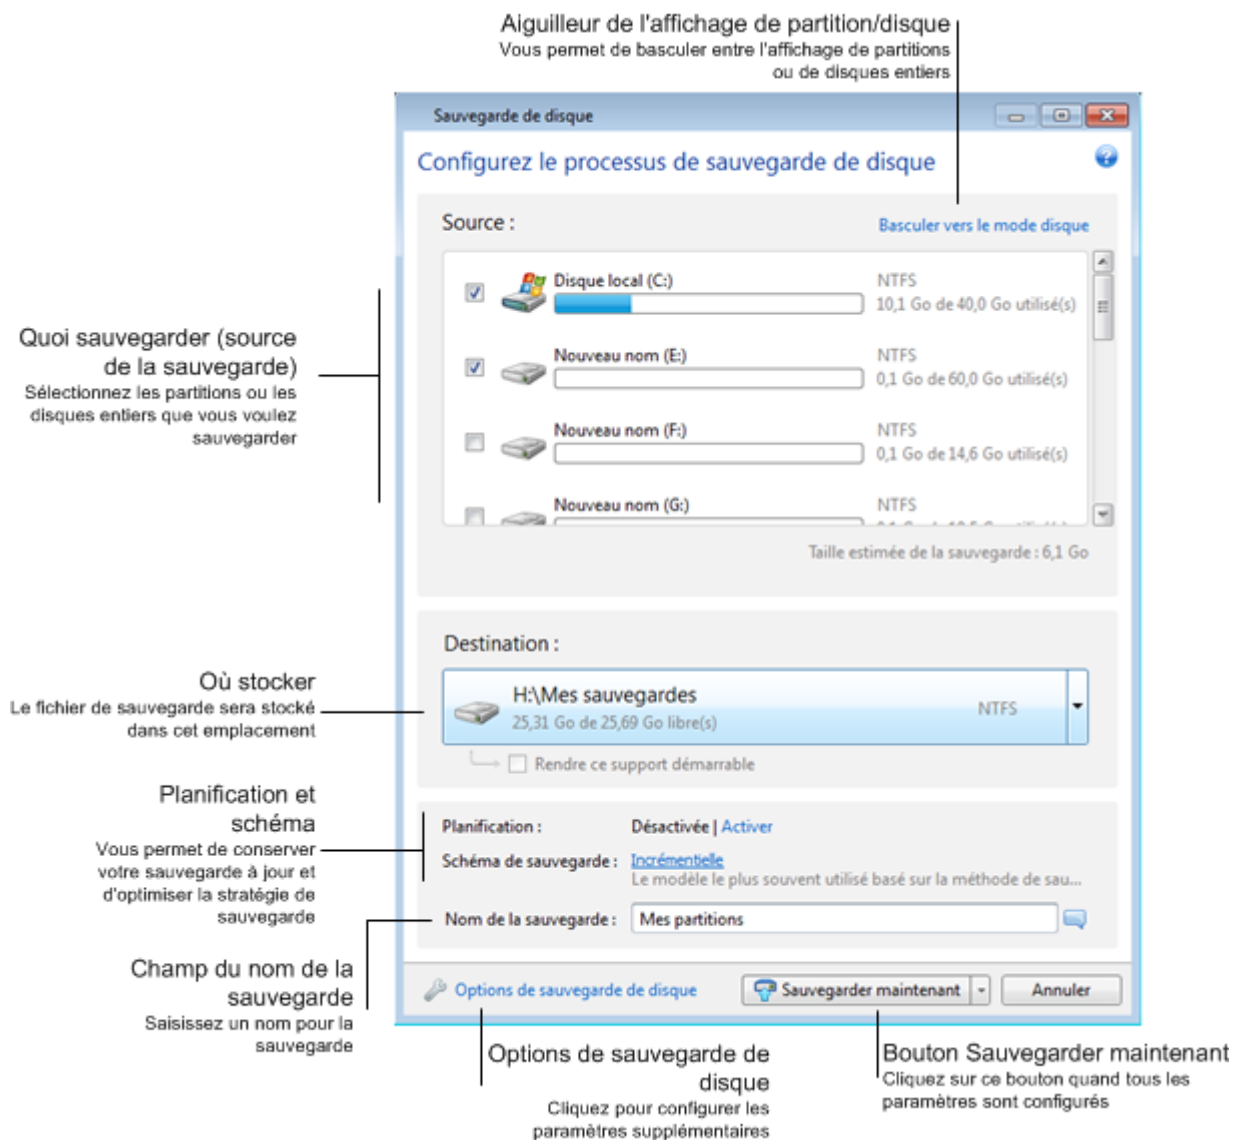 Aiguilleur de l'affichage de partition/disque
Vous permet de basculer entre l'affichage de partitions
ou de disques entiers
Sauvegarde de disque
Configurez le processus de sauvegarde de disque
Source :
Basculer vers le mode disque
Disque local (C:)
NTFS
10,1 Go de 40,0 Go utilisé(s)
Nouveau nom (E:)
NTFS
0,1 Go de 60,0 Go utilisé(s)
Nouveau nom (F:)
NTFS
0,1 Go de 14,6 Go utilisé(s)
Nouveau nom (G:)
NTFS
Taille estimée de la sauvegarde : 6,1 Go
Quoi sauvegarder (source
de la sauvegarde)
Sélectionnez les partitions ou les
disques entiers que vous voulez
sauvegarder
Destination :
H:\Mes sauvegardes
25,31 Go de 25,69 Go libre(s)
NTFS
Rendre ce support démarrable
Où stocker
Le fichier de sauvegarde sera stocké
dans cet emplacement
Planification et
schéma
Vous permet de conserver
votre sauvegarde à jour et
d'optimiser la stratégie de
sauvegarde
Planification :
Désactivée | Activer
Schéma de sauvegarde :
Incrémentielle
Le modèle le plus souvent utilisé basé sur la méthode de sau...
Nom de la sauvegarde :
Mes partitions
Champ du nom de la
sauvegarde
Saisissez un nom pour la
sauvegarde
Options de sauvegarde de disque
Sauvegarder maintenant
Annuler
Options de sauvegarde de
disque
Cliquez pour configurer les
paramètres supplémentaires
Bouton Sauvegarder maintenant
Cliquez sur ce bouton quand tous les
paramètres sont configurés